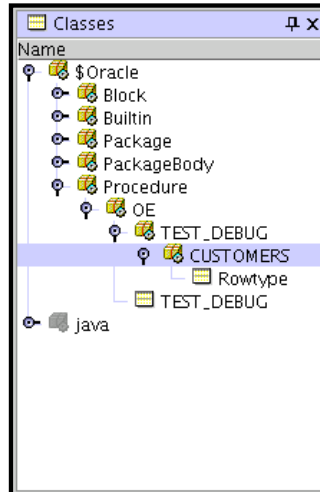 Classes
Name
$Oracle
Block
Builtin
Package
PackageBody
Procedure
OE
TEST_DEBUG
CUSTOMERS
Rowtype
TEST_DEBUG
java